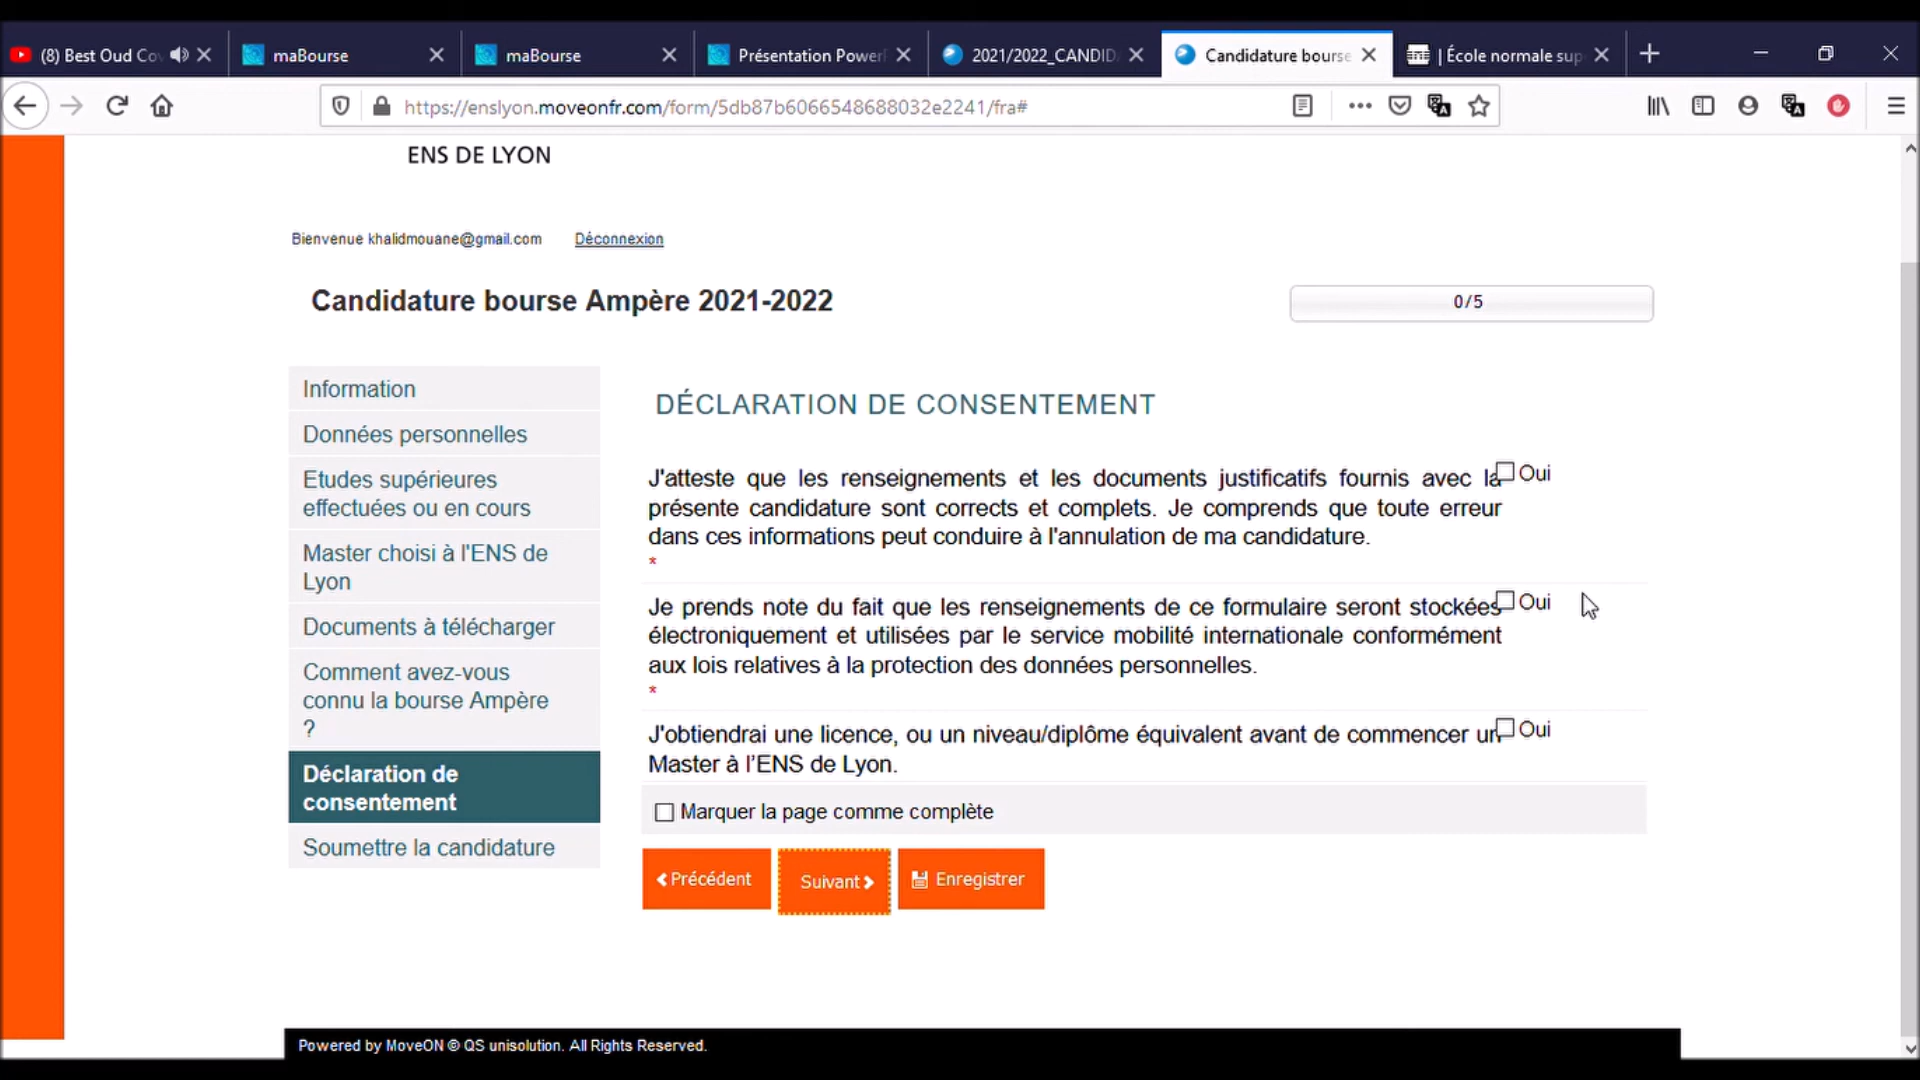 (8) Best Oud Co
maBourse
maBourse
Présentation Power
2021/2022_CANDID
Candidature bourse
| École normale sup
https://enslyon.moveonfr.com/form/5db87b6066548688032e2241/fra#
ENS DE LYON
Bienvenue khalidmouane@gmail.com Déconnexion
Candidature bourse Ampère 2021-2022
0/5
Information
Données personnelles
Etudes supérieures
effectuées ou en cours
Master choisi à l'ENS de
Lyon
Documents à télécharger
Comment avez-vous
connu la bourse Ampère
?
Déclaration de
consentement
Soumettre la candidature
DÉCLARATION DE CONSENTEMENT
J'atteste que les renseignements et les documents justificatifs fournis avec la Oui
présente candidature sont corrects et complets. Je comprends que toute erreur
dans ces informations peut conduire à l'annulation de ma candidature.
*
Je prends note du fait que les renseignements de ce formulaire seront stockées Oui
électroniquement et utilisées par le service mobilité internationale conformément
aux lois relatives à la protection des données personnelles.
*
J'obtiendrai une licence, ou un niveau/diplôme équivalent avant de commencer un Oui
Master à l'ENS de Lyon.
Marquer la page comme complète
Précédent
Suivant
Enregistrer
Powered by MoveON © QS unisolution. All Rights Reserved.